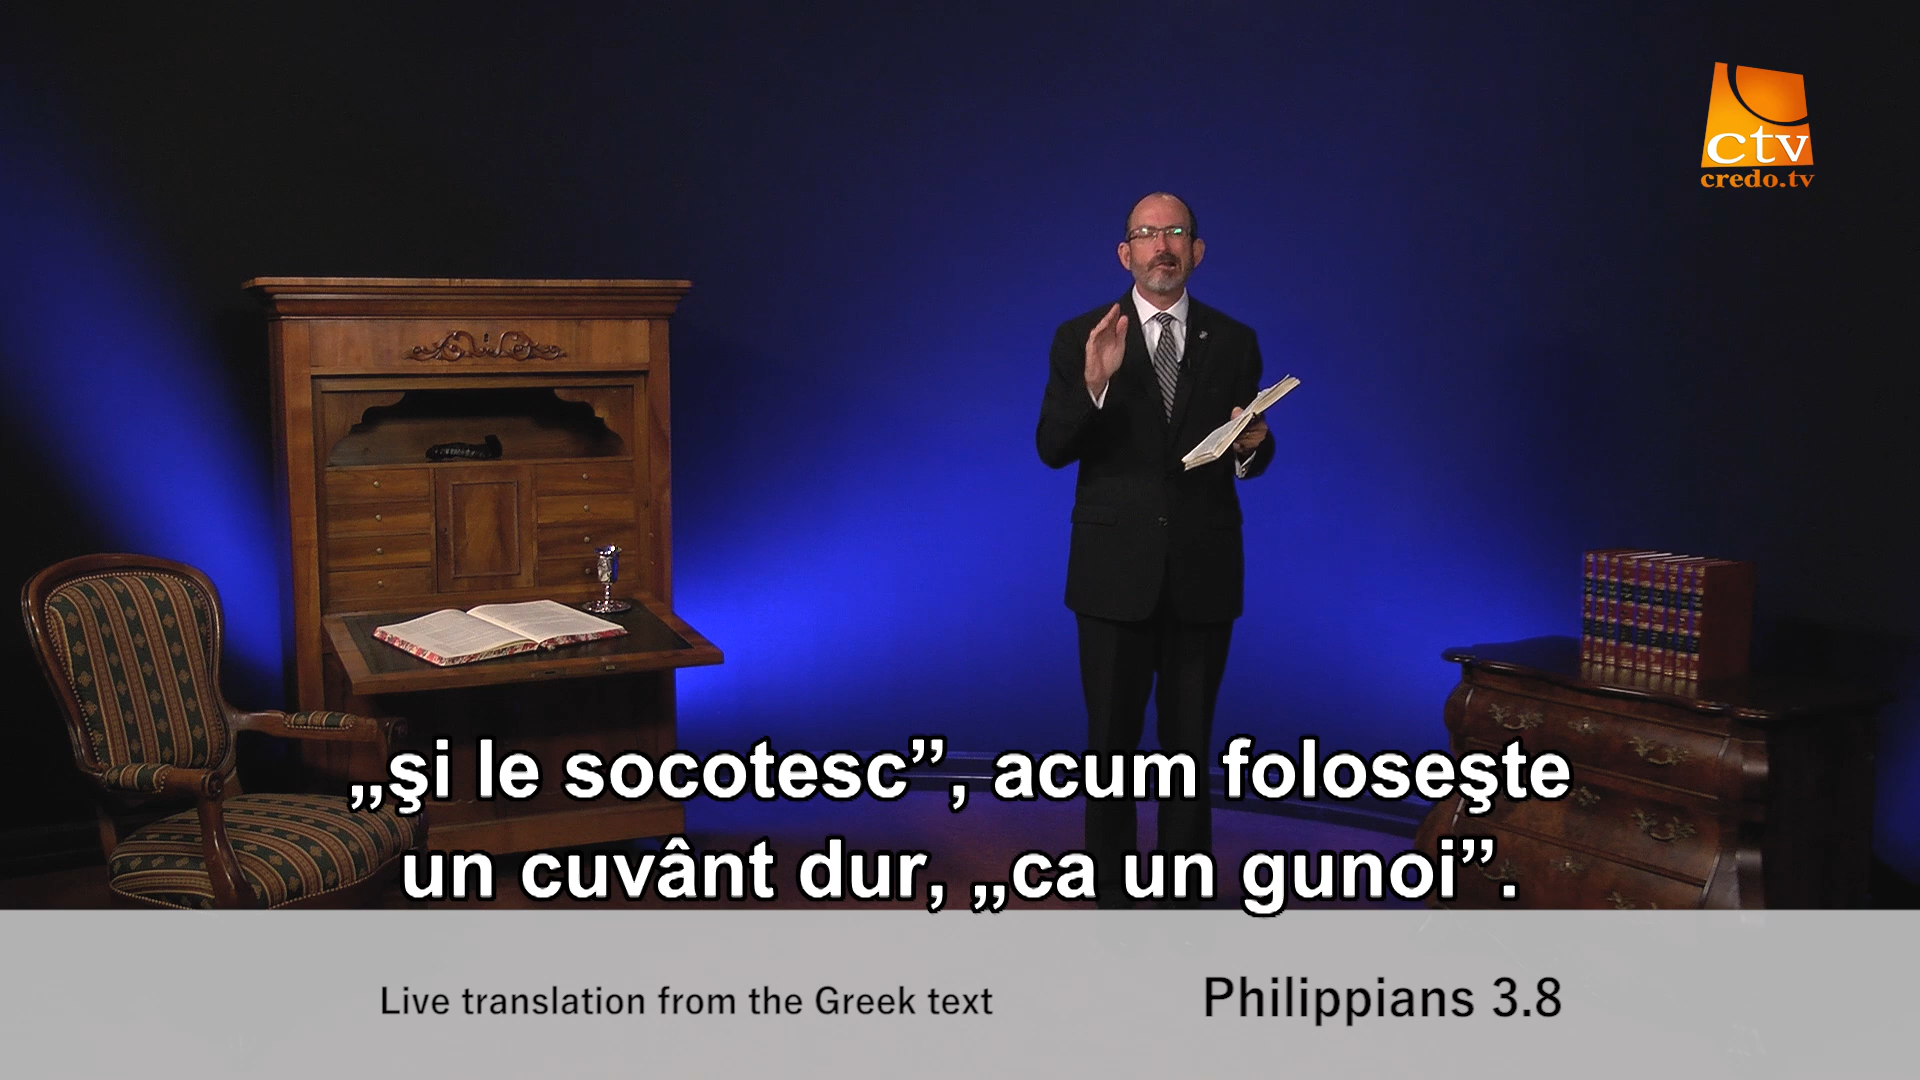 ctv
credo.tv
„şi le socotesc”, acum foloseşte
un cuvânt dur, „ca un gunoi”.
Live translation from the Greek text
Philippians 3.8